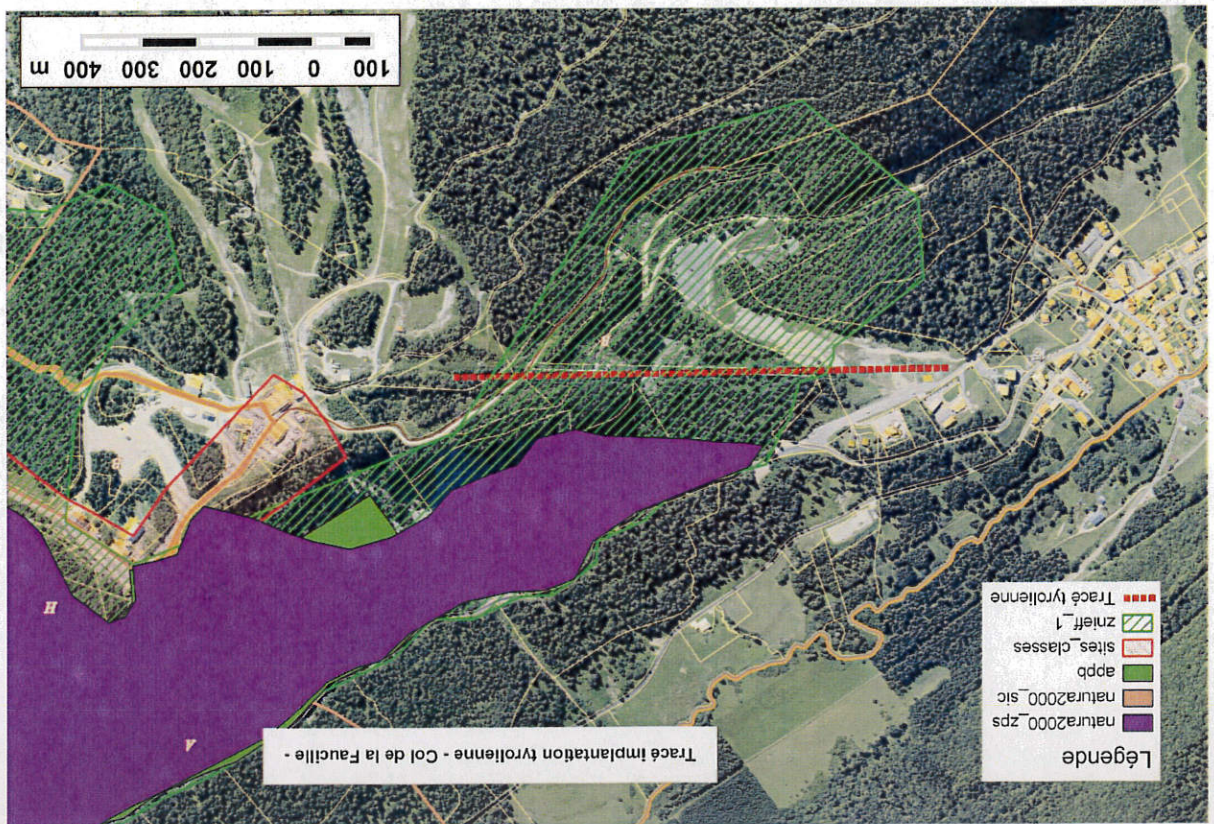 Tracé implantation tyrolienne - Col de la Faucille -
Légende
natura2000_zps
natura2000_sic
appb
sites_classes
znieff_1
Tracé tyrolienne
V
H
100 0 100 200 300 400 m